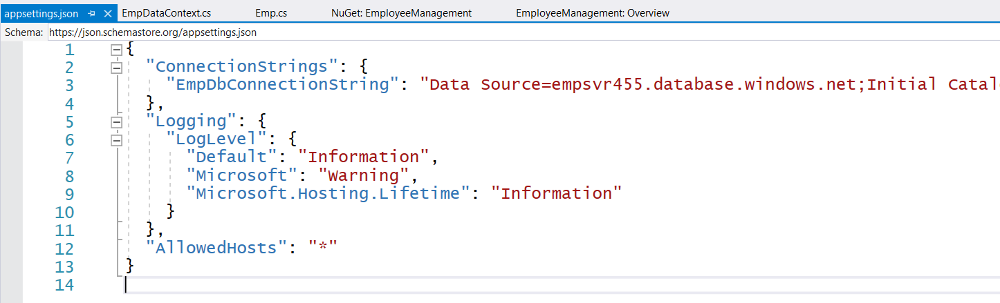 appsettings.json EmpDataContext.cs Emp.cs NuGet: EmployeeManagement EmployeeManagement: Overview
Schema: https://json.schemastore.org/appsettings.json
1 {
2 "ConnectionStrings": {
3 "EmpDbConnectionString": "Data Source=empsvr455.database.windows.net;Initial
4 },
5 "Logging": {
6 "LogLevel": {
7 "Default": "Information",
8 "Microsoft": "Warning",
9 "Microsoft.Hosting.Lifetime": "Information"
10 }
11 },
12 "AllowedHosts": "*"
13 }
14